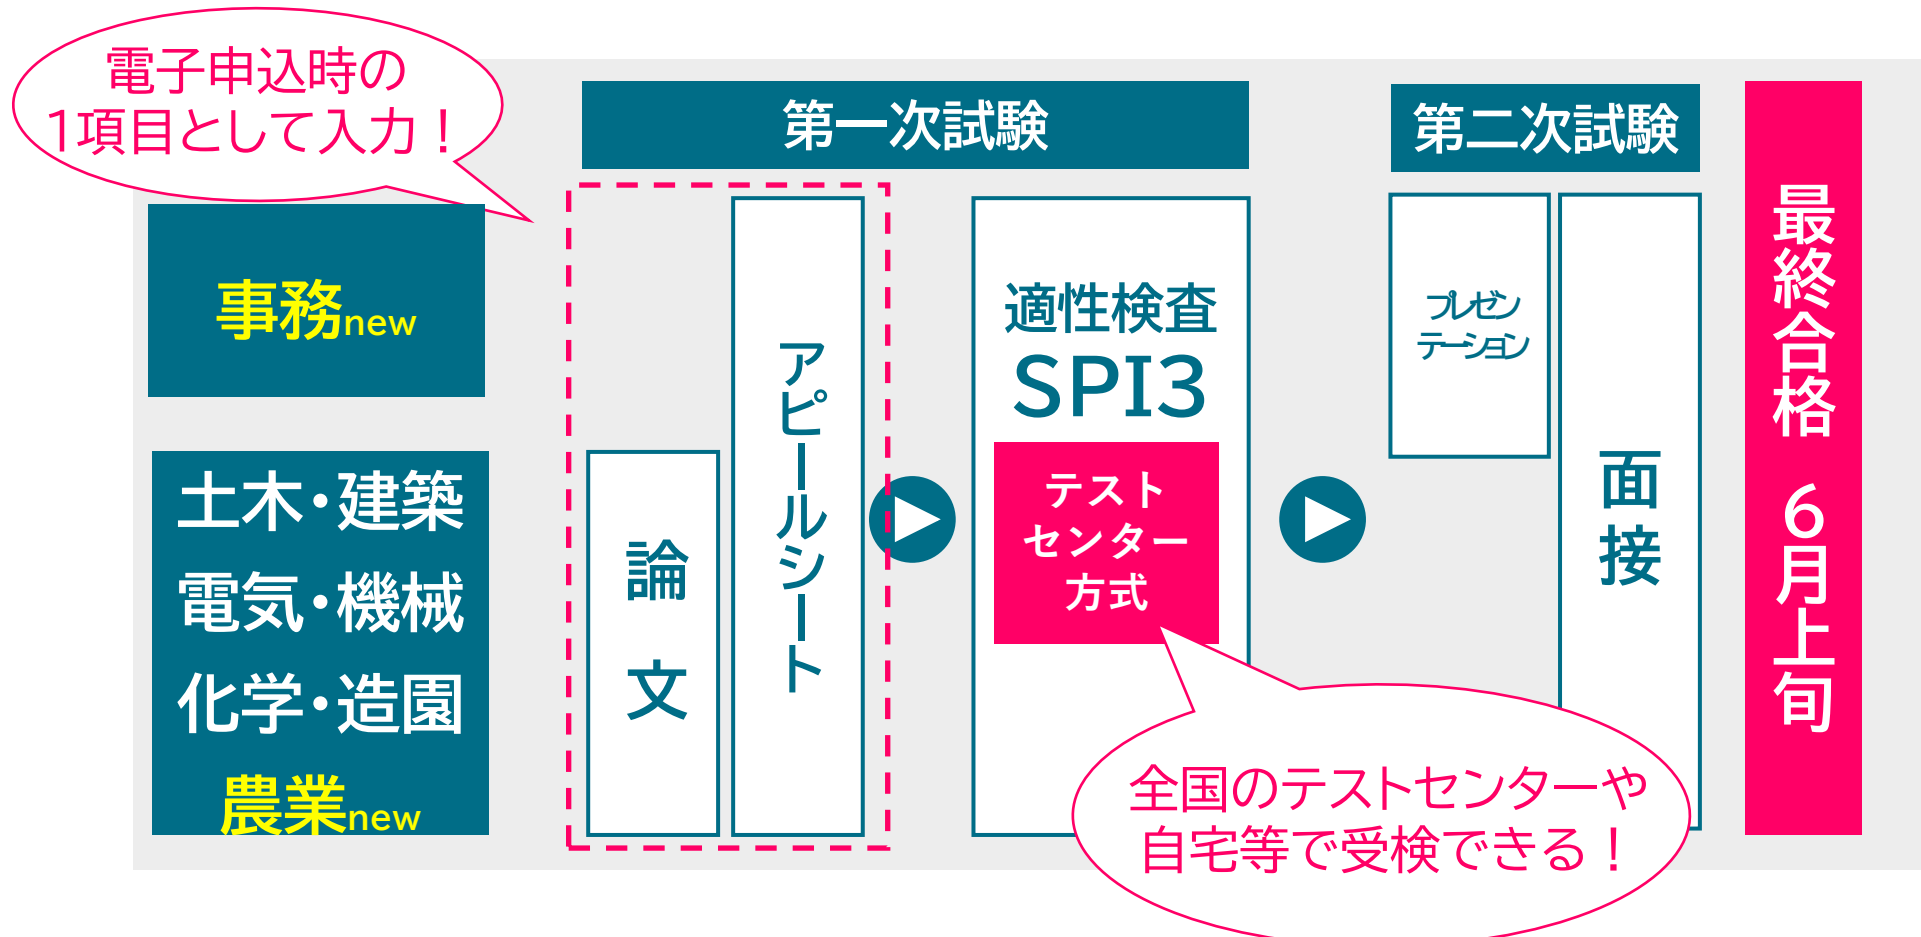 電子申込時の
1項目として入力！
第一次試験
第二次試験
事務new
土木・建築
電気・機械
化学・造園
農業new
論文
アピールシート
適性検査
SPI3
テスト
センター
方式
プレゼン
テーション
面接
最終合格 6月上旬
全国のテストセンターや
自宅等で受検できる！